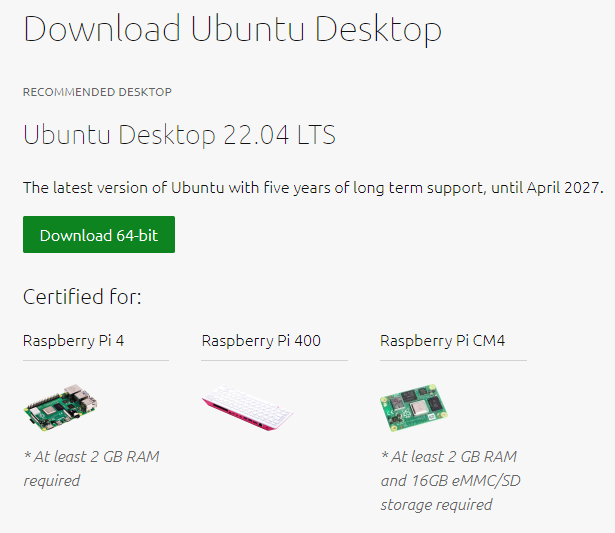 Download Ubuntu Desktop
RECOMMENDED DESKTOP
Ubuntu Desktop 22.04 LTS
The latest version of Ubuntu with five years of long term support, until April 2027.
Download 64-bit
Certified for:
Raspberry Pi 4
* At least 2 GB RAM
required
Raspberry Pi 400
Raspberry Pi CM4
* At least 2 GB RAM
and 16GB eMMC/SD
storage required